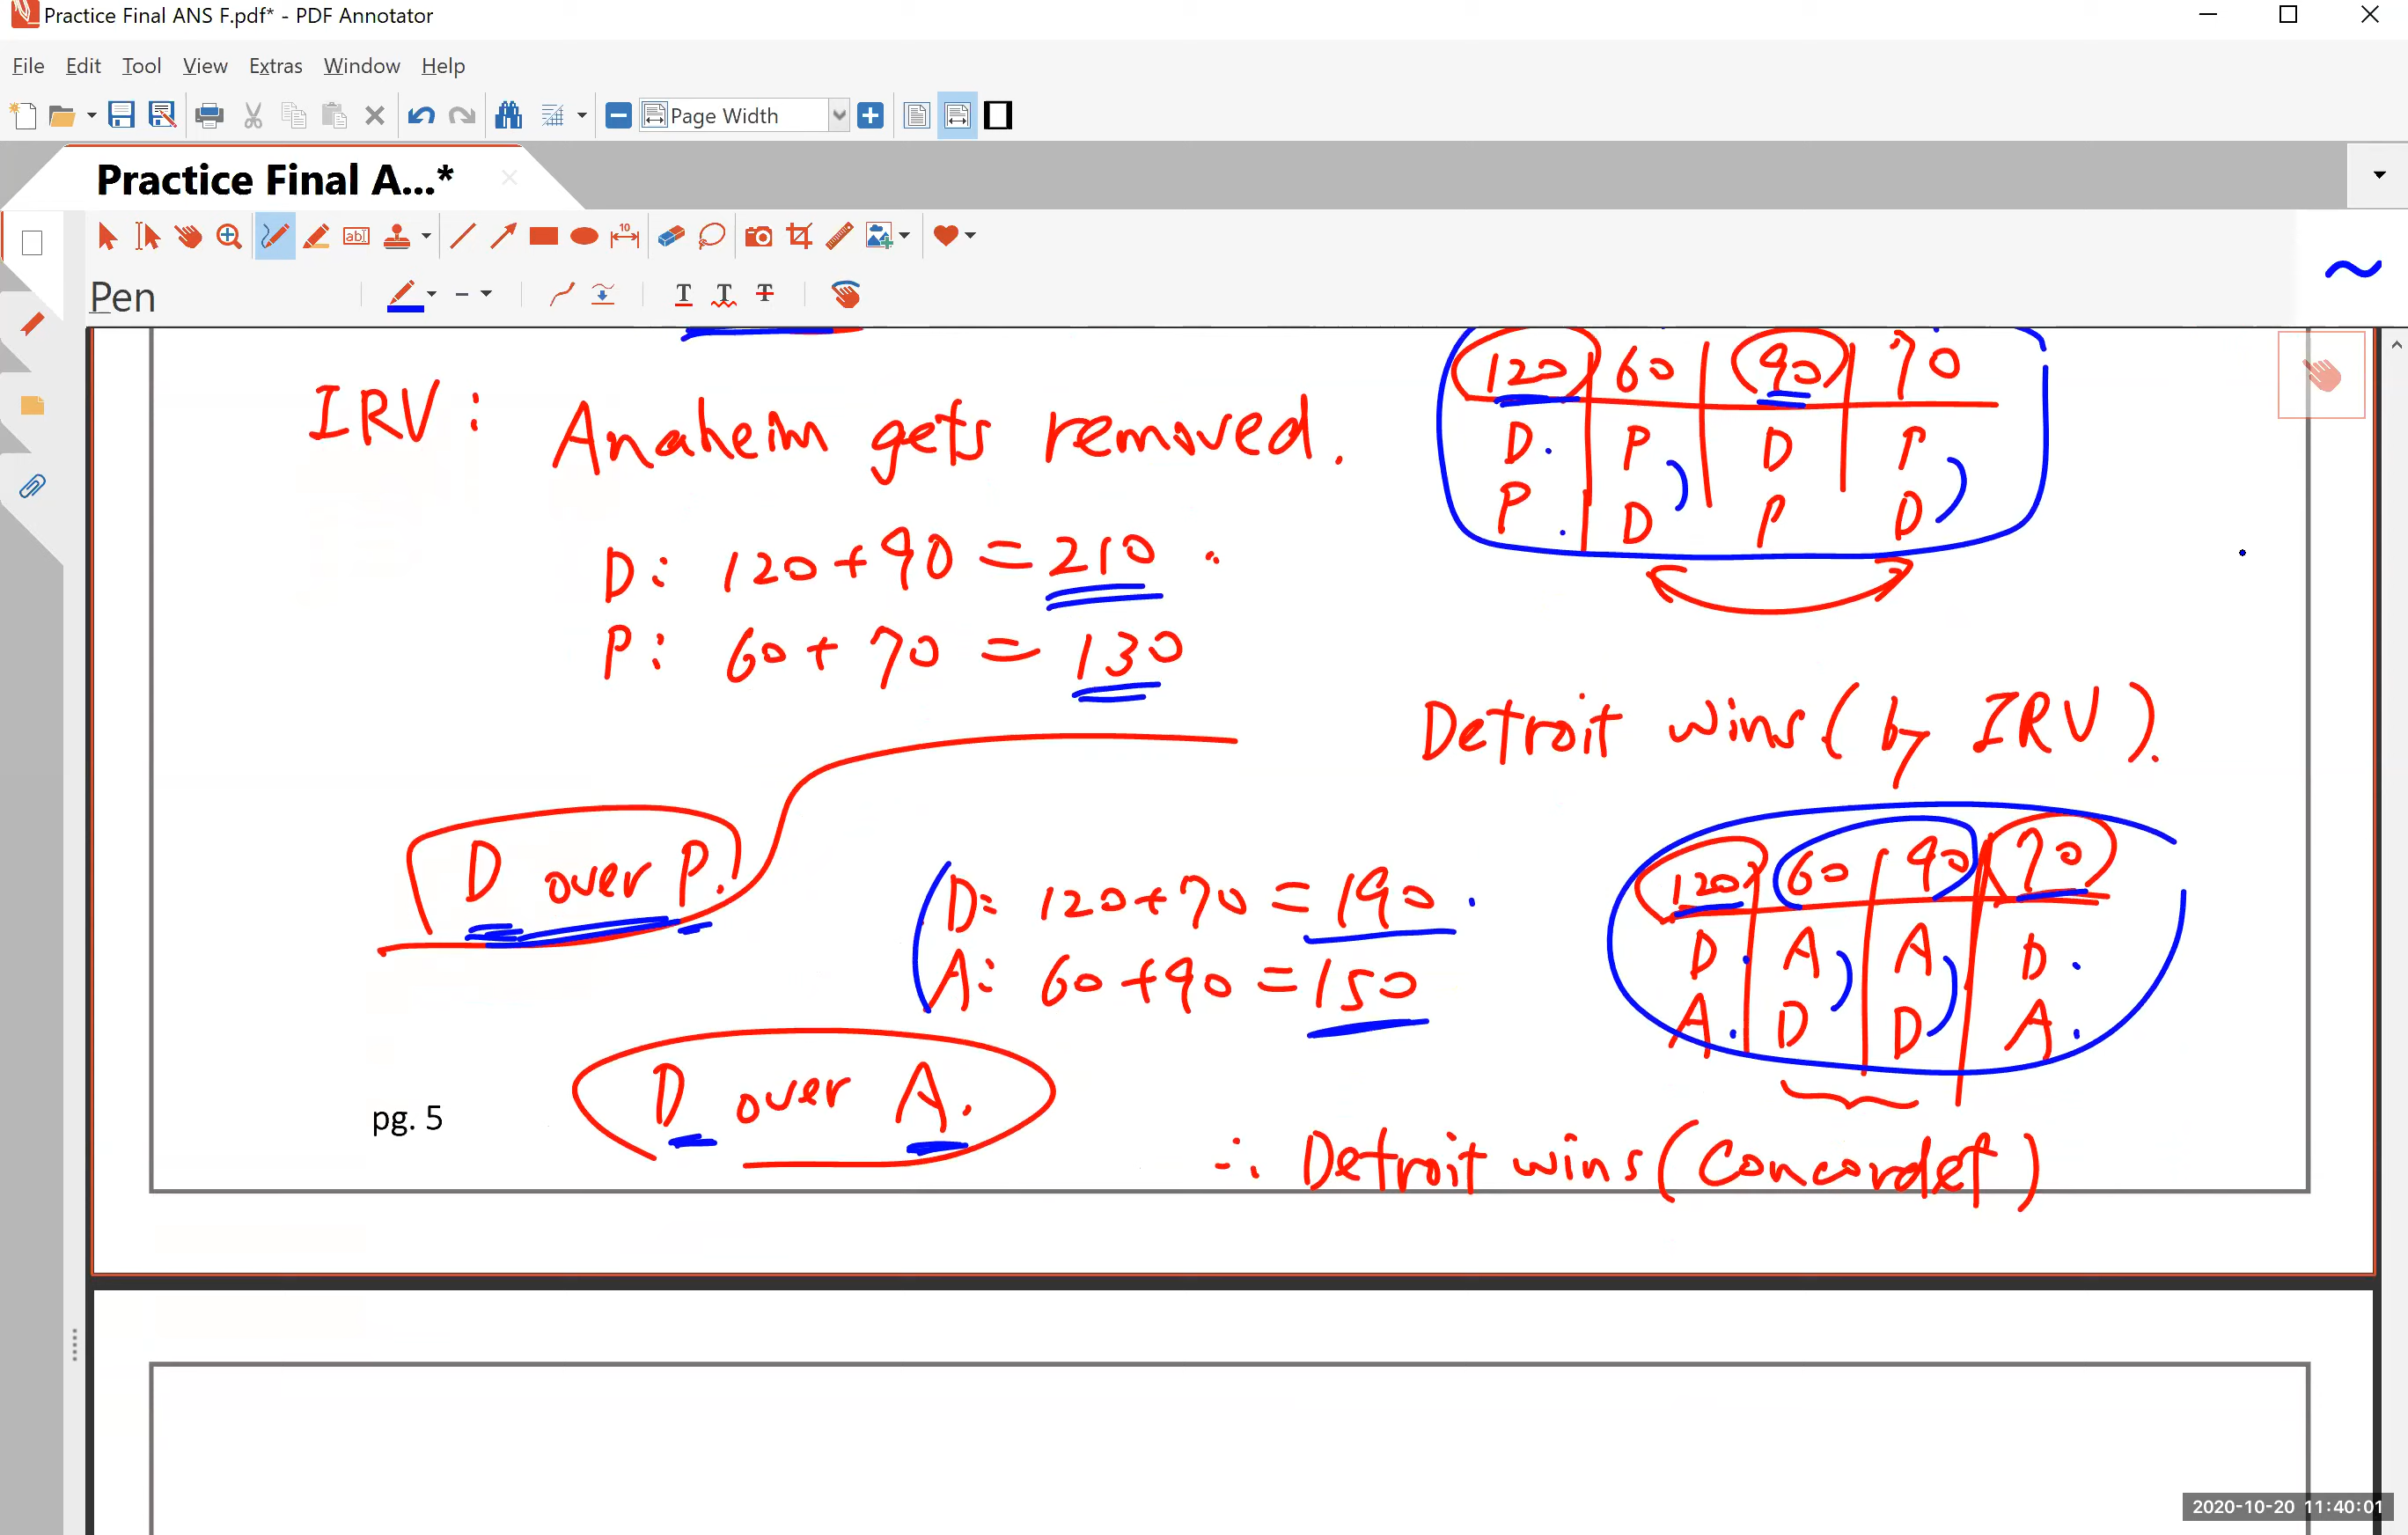 Practice Final ANS F.pdf* - PDF Annotator
File Edit Tool View Extras Window Help
Page Width
Practice Final A...*
Pen
120 60 90 70
IRV: Anaheim gets removed.
D P D P
P D P D
D: 120+90 = 210
P: 60+70 = 130
Detroit wins (by IRV).
D over P.
120 60 90 70
D: 120+70 = 190
A: 60+90 = 150
D A A D
A D D A
D over A.
pg. 5
∴ Detroit wins (Concordet)
2020-10-20 11:40:01